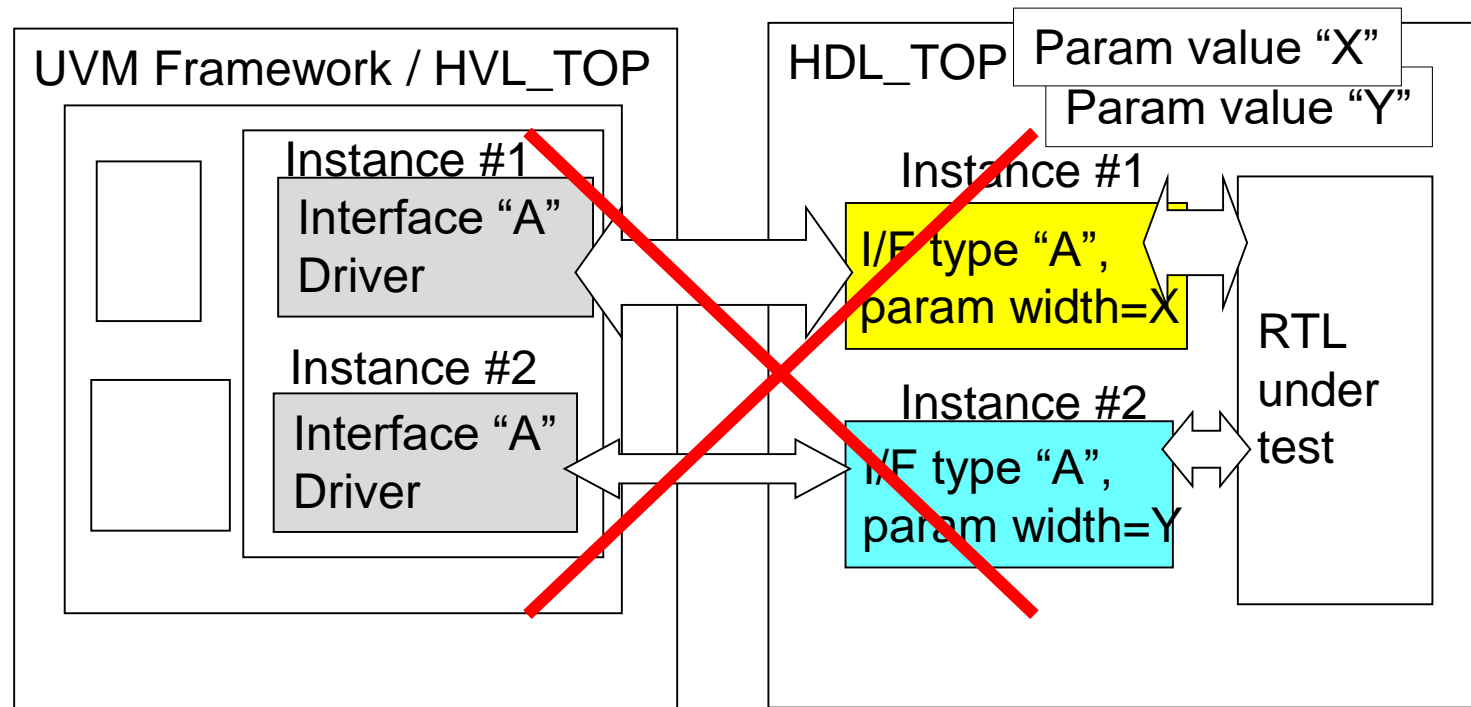 UVM Framework / HVL_TOP
Instance #1
Interface “A”
Driver
Instance #2
Interface “A”
Driver
HDL_TOP
Param value “X”
Param value “Y”
Instance #1
I/F type “A”,
param width=X
Instance #2
I/F type “A”,
param width=Y
RTL
under
test